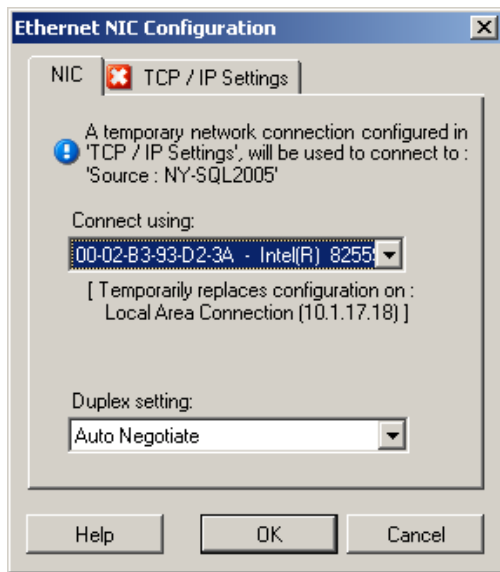 Ethernet NIC Configuration
NIC
TCP / IP Settings
A temporary network connection configured in
'TCP / IP Settings', will be used to connect to :
'Source : NY-SQL2005'
Connect using:
00-02-B3-93-D2-3A - Intel(R) 8255
[ Temporarily replaces configuration on :
Local Area Connection (10.1.17.18) ]
Duplex setting:
Auto Negotiate
Help
OK
Cancel